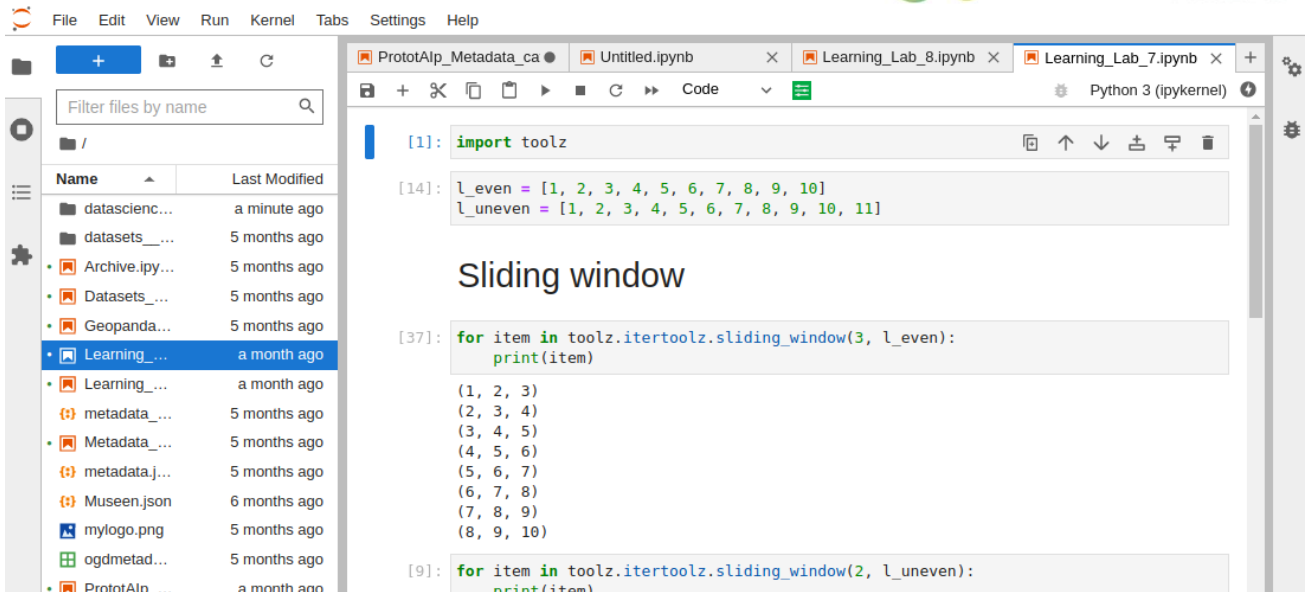 File Edit View Run Kernel Tabs Settings Help
PrototAIp_Metadata_ca Untitled.ipynb Learning_Lab_8.ipynb Learning_Lab_7.ipynb
Code Python 3 (ipykernel)
Filter files by name
/
Name Last Modified
datascienc… a minute ago
datasets__… 5 months ago
Archive.ipy… 5 months ago
Datasets_… 5 months ago
Geopanda… 5 months ago
Learning_… a month ago
Learning_… a month ago
metadata_… 5 months ago
Metadata_… 5 months ago
metadata.j… 5 months ago
Museen.json 6 months ago
mylogo.png 5 months ago
ogdmetad… 5 months ago
PrototAIp_… a month ago
[1]: import toolz
[14]: l_even = [1, 2, 3, 4, 5, 6, 7, 8, 9, 10]
l_uneven = [1, 2, 3, 4, 5, 6, 7, 8, 9, 10, 11]
Sliding window
[37]: for item in toolz.itertoolz.sliding_window(3, l_even):
print(item)
(1, 2, 3)
(2, 3, 4)
(3, 4, 5)
(4, 5, 6)
(5, 6, 7)
(6, 7, 8)
(7, 8, 9)
(8, 9, 10)
[9]: for item in toolz.itertoolz.sliding_window(2, l_uneven):
print(item)